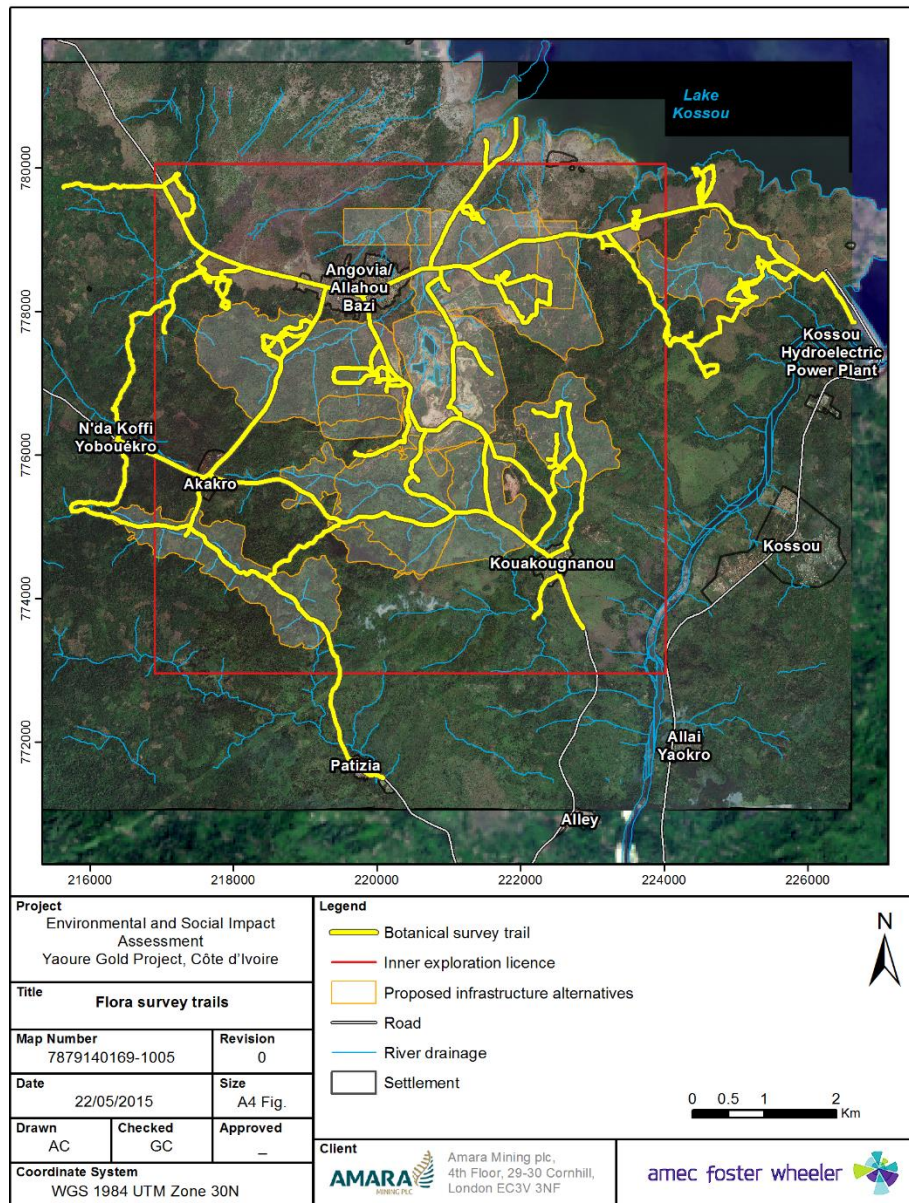 Lake
Kossou
780000
778000
776000
774000
772000
Angovia/
Allahou
Bazi
Kossou
Hydroelectric
Power Plant
N'da Koffi
Yobouékro
Akakro
Kouakougnanou
Kossou
Allai
Yaokro
Patizia
Alley
216000
218000
220000
222000
224000
226000
Project
Environmental and Social Impact
Assessment
Yaoure Gold Project, Côte d'Ivoire
Title
Flora survey trails
Map Number
7879140169-1005
Revision
0
Date
22/05/2015
Size
A4 Fig.
Drawn
AC
Checked
GC
Approved
_
Coordinate System
WGS 1984 UTM Zone 30N
Legend
Botanical survey trail
Inner exploration licence
Proposed infrastructure alternatives
Road
River drainage
Settlement
N
0 0.5 1 2
Km
Client
AMARA
MINING PLC
Amara Mining plc,
4th Floor, 29-30 Cornhill,
London EC3V 3NF
amec foster wheeler